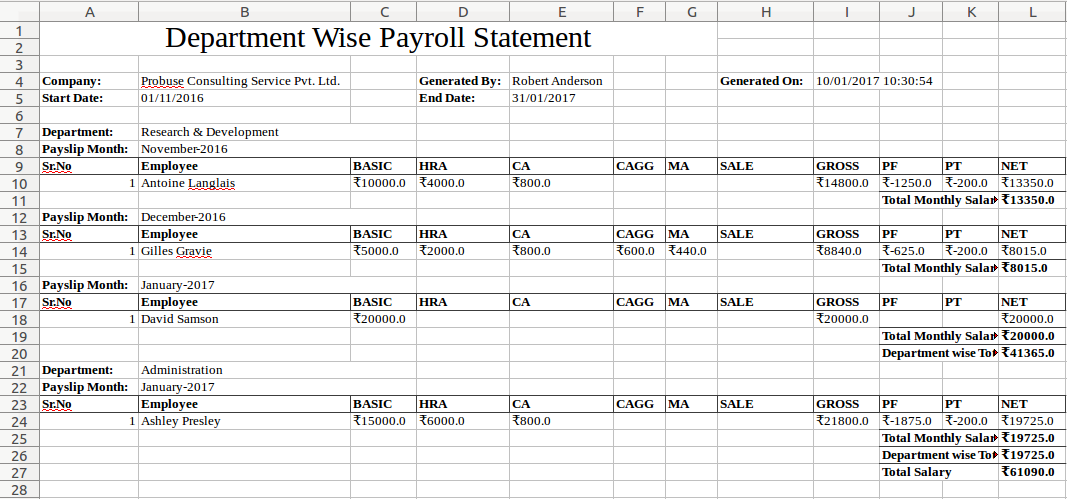 A B C D E F G H I J K L
1 Department Wise Payroll Statement
2
3
4 Company: Probuse Consulting Service Pvt. Ltd. Generated By: Robert Anderson Generated On: 10/01/2017 10:30:54
5 Start Date: 01/11/2016 End Date: 31/01/2017
6
7 Department: Research & Development
8 Payslip Month: November-2016
9 Sr.No Employee BASIC HRA CA CAGG MA SALE GROSS PF PT NET
10 1 Antoine Langlais ₹10000.0 ₹4000.0 ₹800.0 ₹14800.0 ₹-1250.0 ₹-200.0 ₹13350.0
11 Total Monthly Salar ₹13350.0
12 Payslip Month: December-2016
13 Sr.No Employee BASIC HRA CA CAGG MA SALE GROSS PF PT NET
14 1 Gilles Gravie ₹5000.0 ₹2000.0 ₹800.0 ₹600.0 ₹440.0 ₹8840.0 ₹-625.0 ₹-200.0 ₹8015.0
15 Total Monthly Salar ₹8015.0
16 Payslip Month: January-2017
17 Sr.No Employee BASIC HRA CA CAGG MA SALE GROSS PF PT NET
18 1 David Samson ₹20000.0 ₹20000.0 ₹20000.0
19 Total Monthly Salar ₹20000.0
20 Department wise Tot ₹41365.0
21 Department: Administration
22 Payslip Month: January-2017
23 Sr.No Employee BASIC HRA CA CAGG MA SALE GROSS PF PT NET
24 1 Ashley Presley ₹15000.0 ₹6000.0 ₹800.0 ₹21800.0 ₹-1875.0 ₹-200.0 ₹19725.0
25 Total Monthly Salar ₹19725.0
26 Department wise Tot ₹19725.0
27 Total Salary ₹61090.0
28